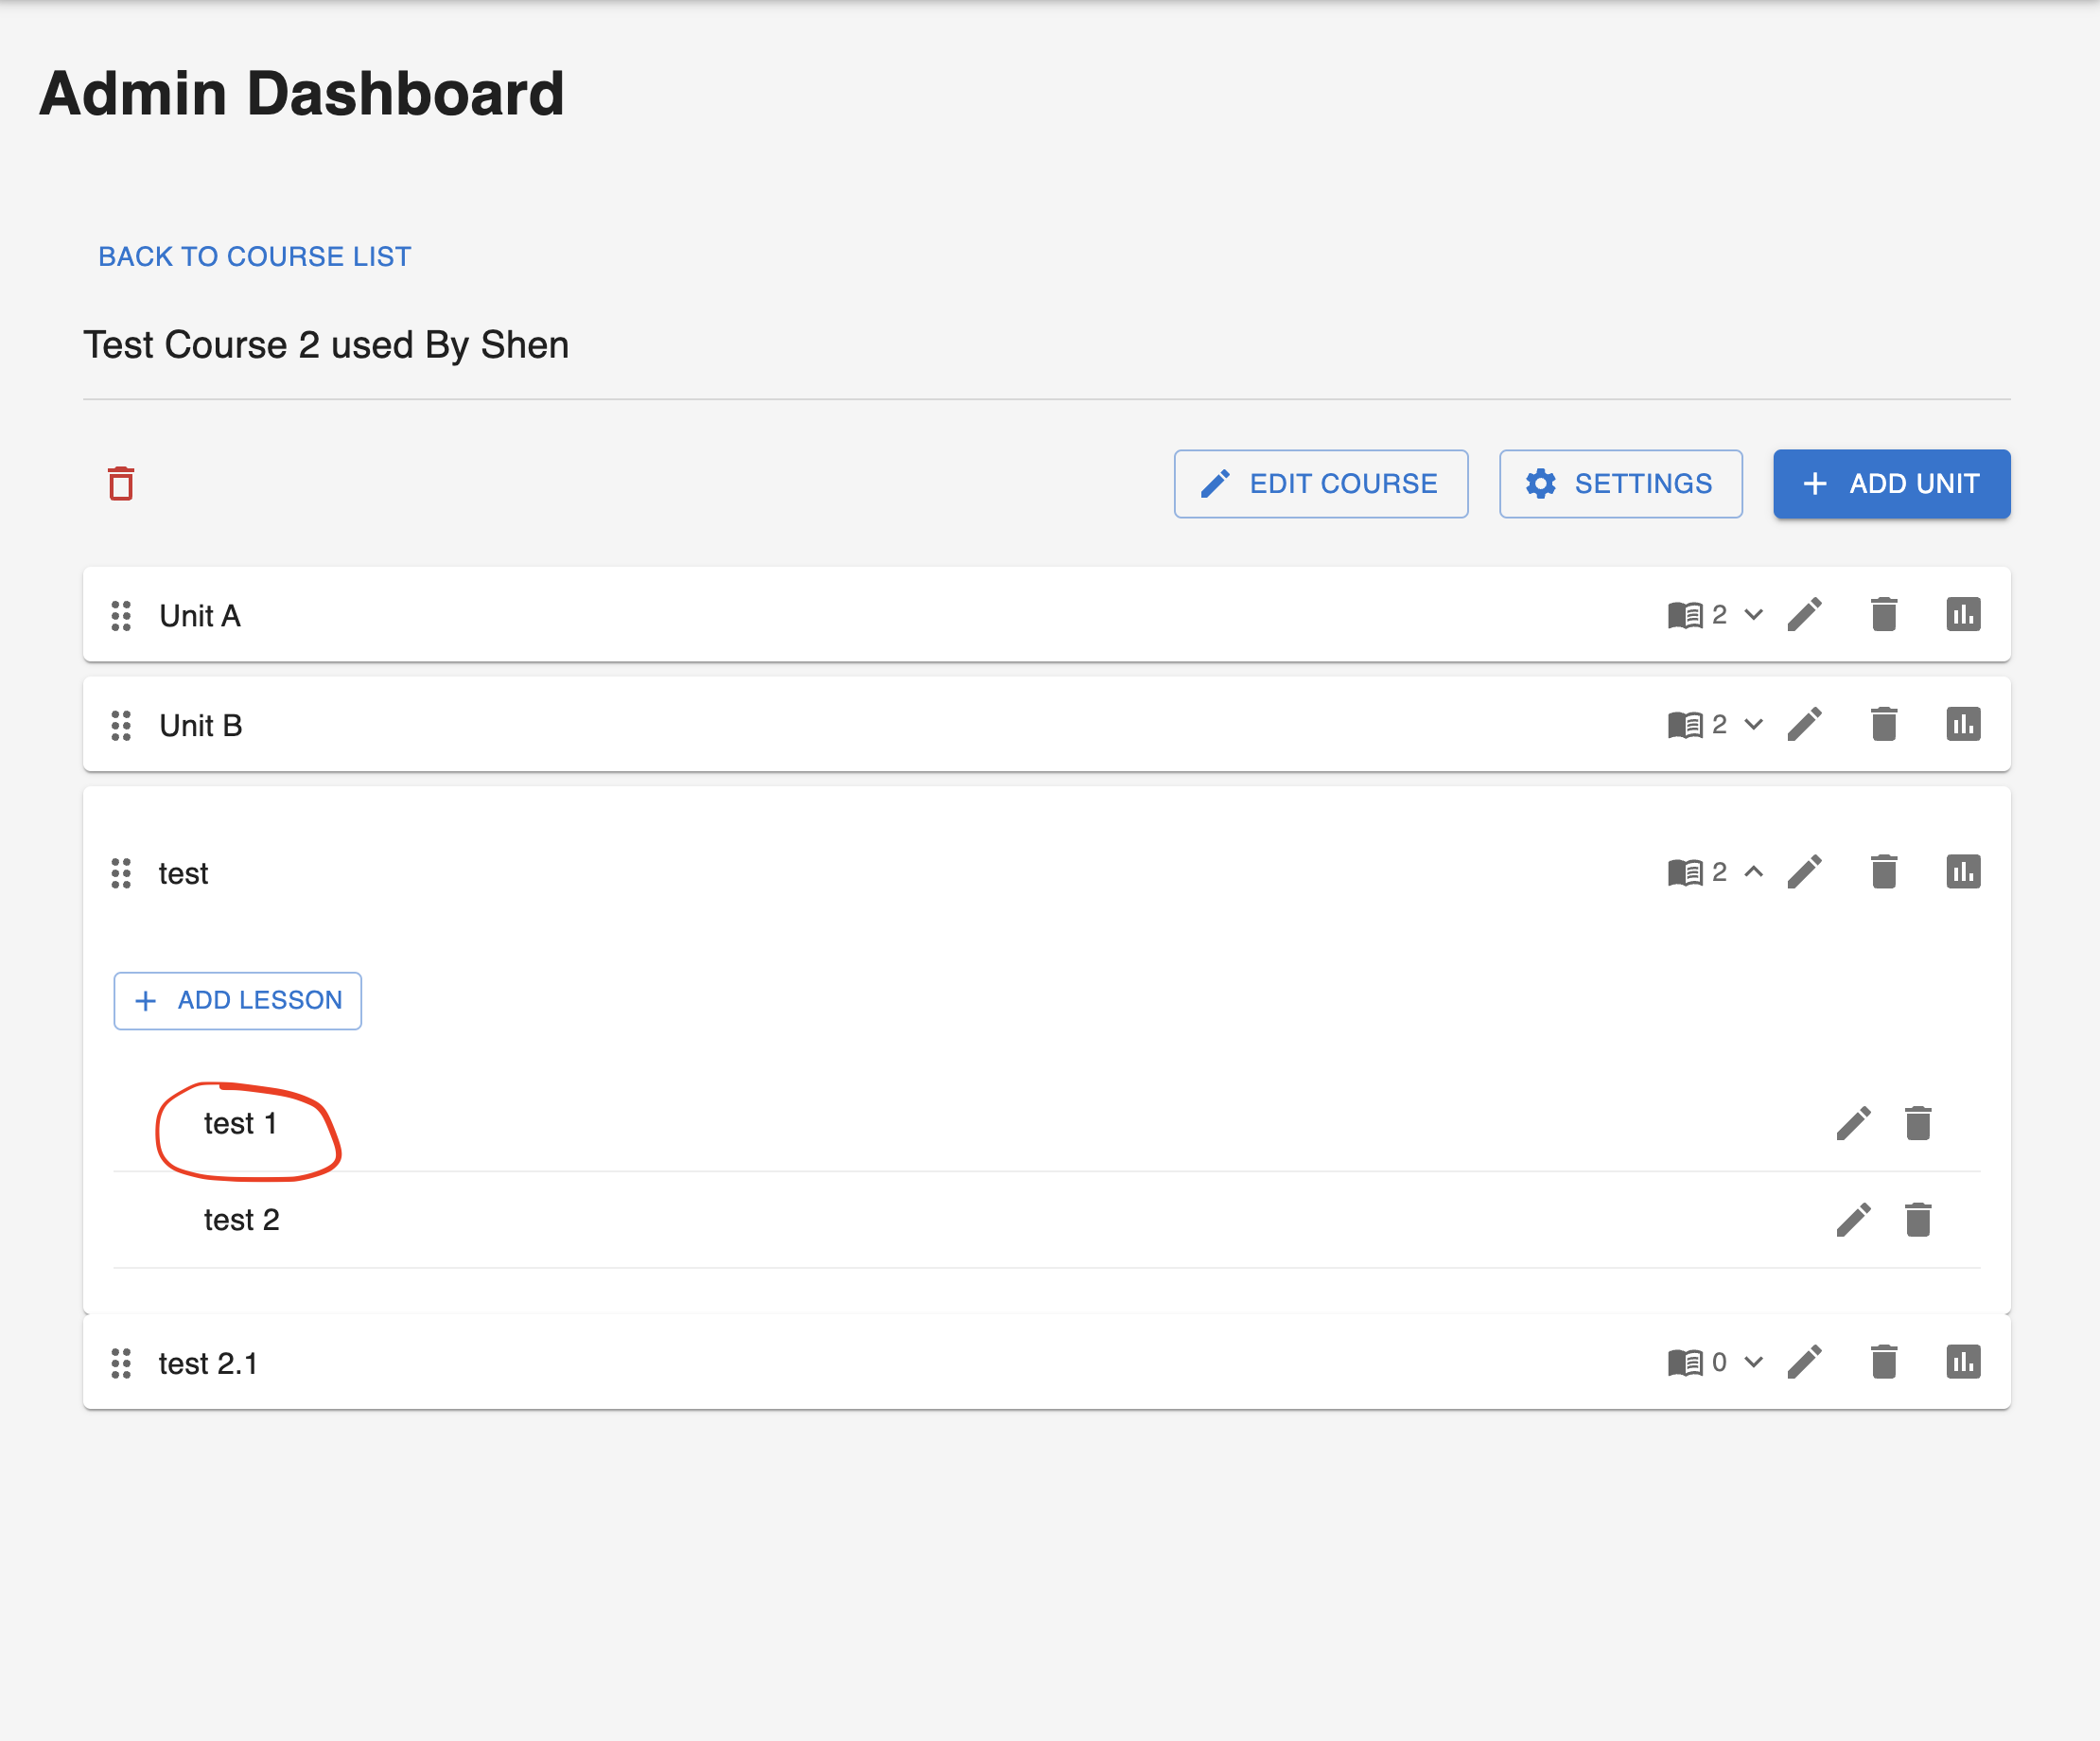 Admin Dashboard
BACK TO COURSE LIST
Test Course 2 used By Shen
EDIT COURSE SETTINGS + ADD UNIT
Unit A 2
Unit B 2
test 2
+ ADD LESSON
test 1
test 2
test 2.1 0